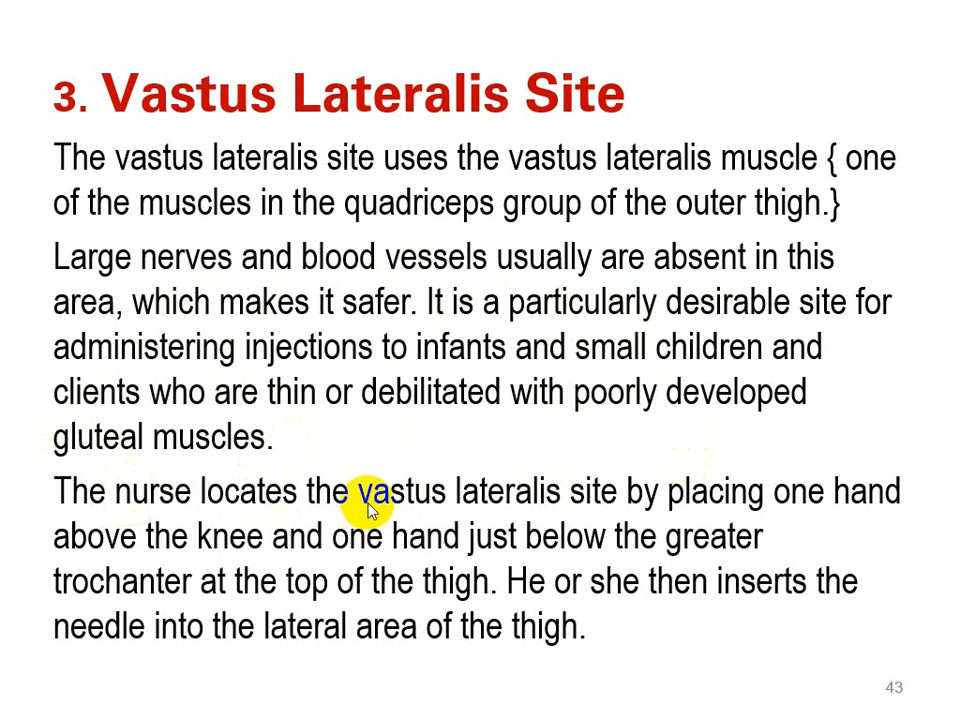 3. Vastus Lateralis Site
The vastus lateralis site uses the vastus lateralis muscle { one
of the muscles in the quadriceps group of the outer thigh.}
Large nerves and blood vessels usually are absent in this
area, which makes it safer. It is a particularly desirable site for
administering injections to infants and small children and
clients who are thin or debilitated with poorly developed
gluteal muscles.
The nurse locates the vastus lateralis site by placing one hand
above the knee and one hand just below the greater
trochanter at the top of the thigh. He or she then inserts the
needle into the lateral area of the thigh.
43